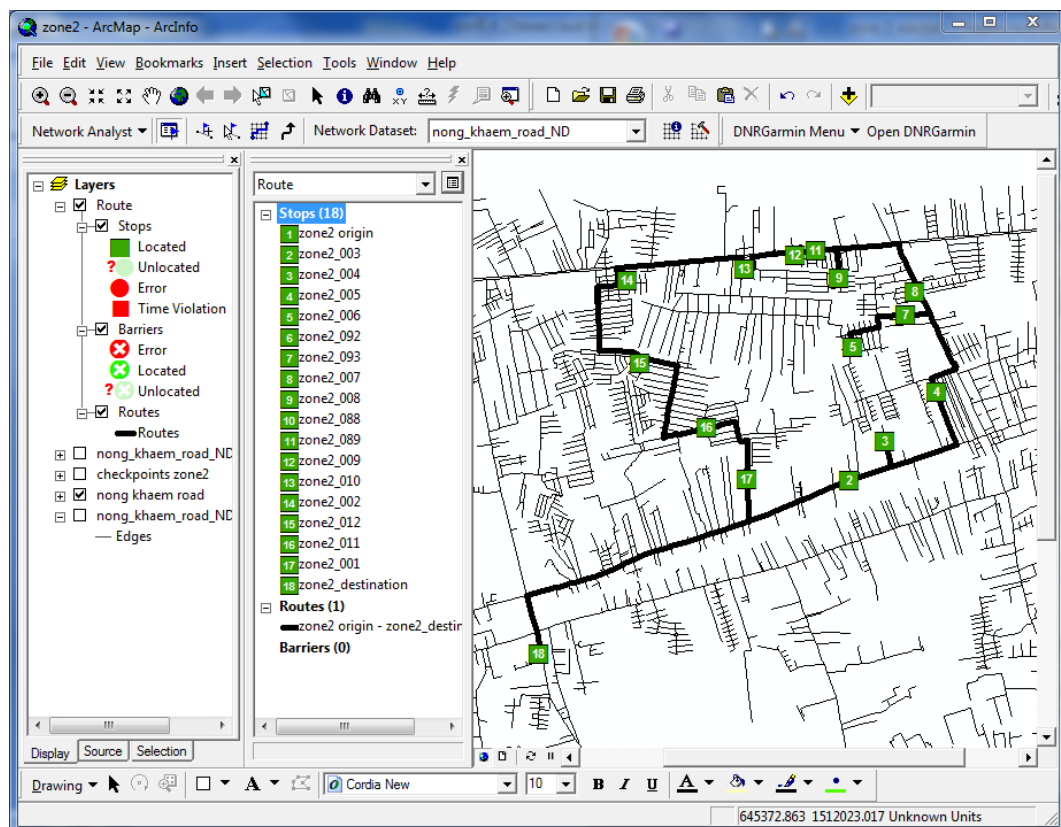 zone2 - ArcMap - ArcInfo
File Edit View Bookmarks Insert Selection Tools Window Help
Network Analyst
Network Dataset:
nong_khaem_road_ND
DNRGarmin Menu
Open DNRGarmin
Layers
Route
Stops
Located
? Unlocated
Error
Time Violation
Barriers
Error
Located
? Unlocated
Routes
Routes
nong_khaem_road_ND
checkpoints zone2
nong khaem road
nong_khaem_road_ND
Edges
Display Source Selection
Route
Stops (18)
1 zone2 origin
2 zone2_003
3 zone2_004
4 zone2_005
5 zone2_006
6 zone2_092
7 zone2_093
8 zone2_007
9 zone2_008
10 zone2_088
11 zone2_089
12 zone2_009
13 zone2_010
14 zone2_002
15 zone2_012
16 zone2_011
17 zone2_001
18 zone2_destination
Routes (1)
zone2 origin - zone2_destin
Barriers (0)
12 11
13
9
14
8
7
5
15
4
16
3
17
2
18
Drawing
A
Cordia New
10
B I U A
645372.863 1512023.017 Unknown Units